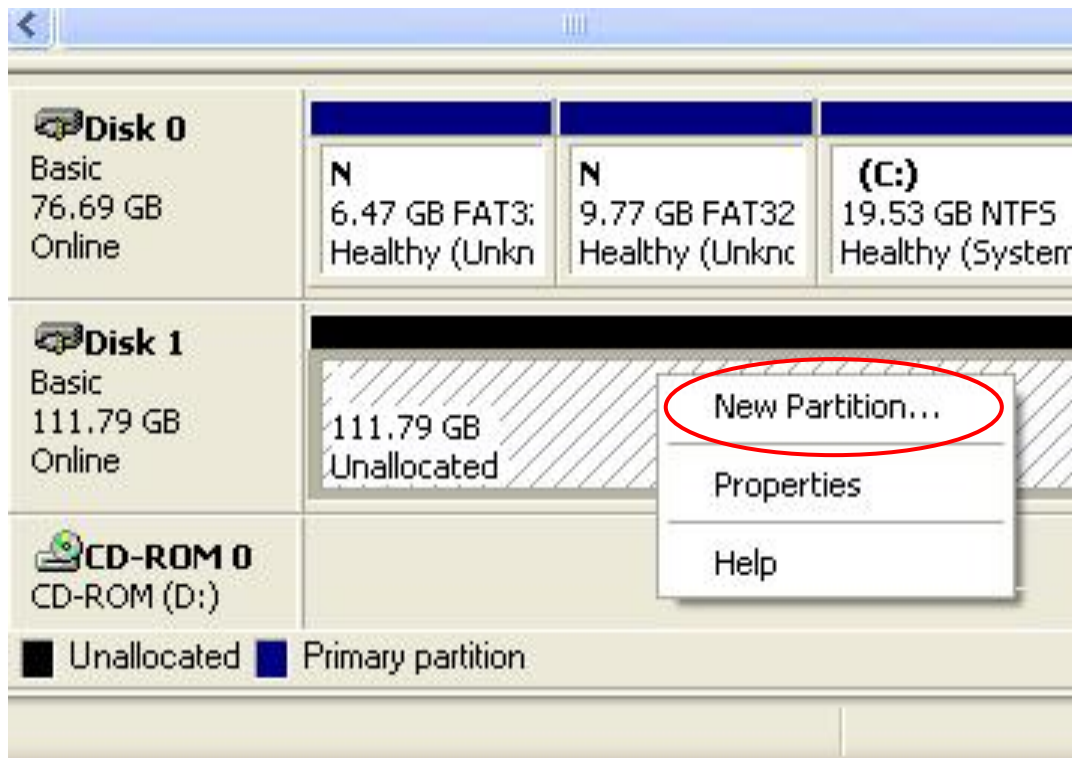 Disk 0
Basic
76.69 GB
Online
N
6.47 GB FAT3
Healthy (Unkn
N
9.77 GB FAT32
Healthy (Unkno
(C:)
19.53 GB NTFS
Healthy (System
Disk 1
Basic
111.79 GB
Online
111.79 GB
Unallocated
New Partition...
Properties
Help
CD-ROM 0
CD-ROM (D:)
Unallocated
Primary partition